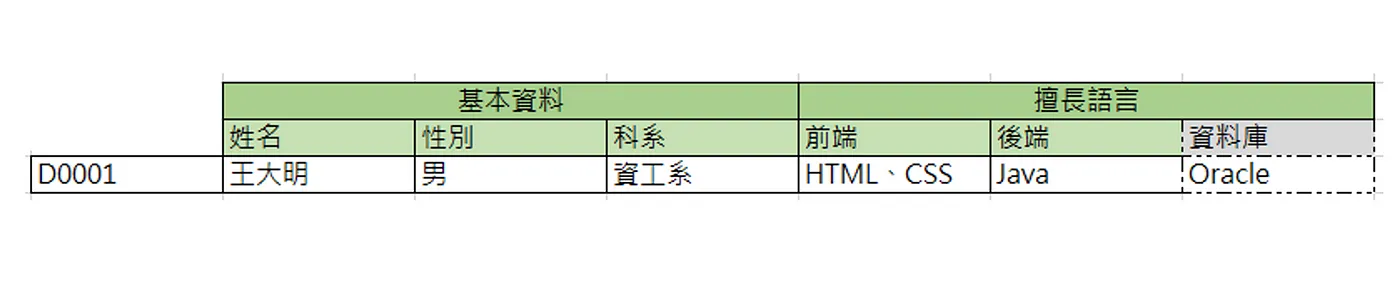 基本資料 擅長語言
姓名 性別 科系 前端 後端 資料庫
D0001 王大明 男 資工系 HTML、CSS Java Oracle